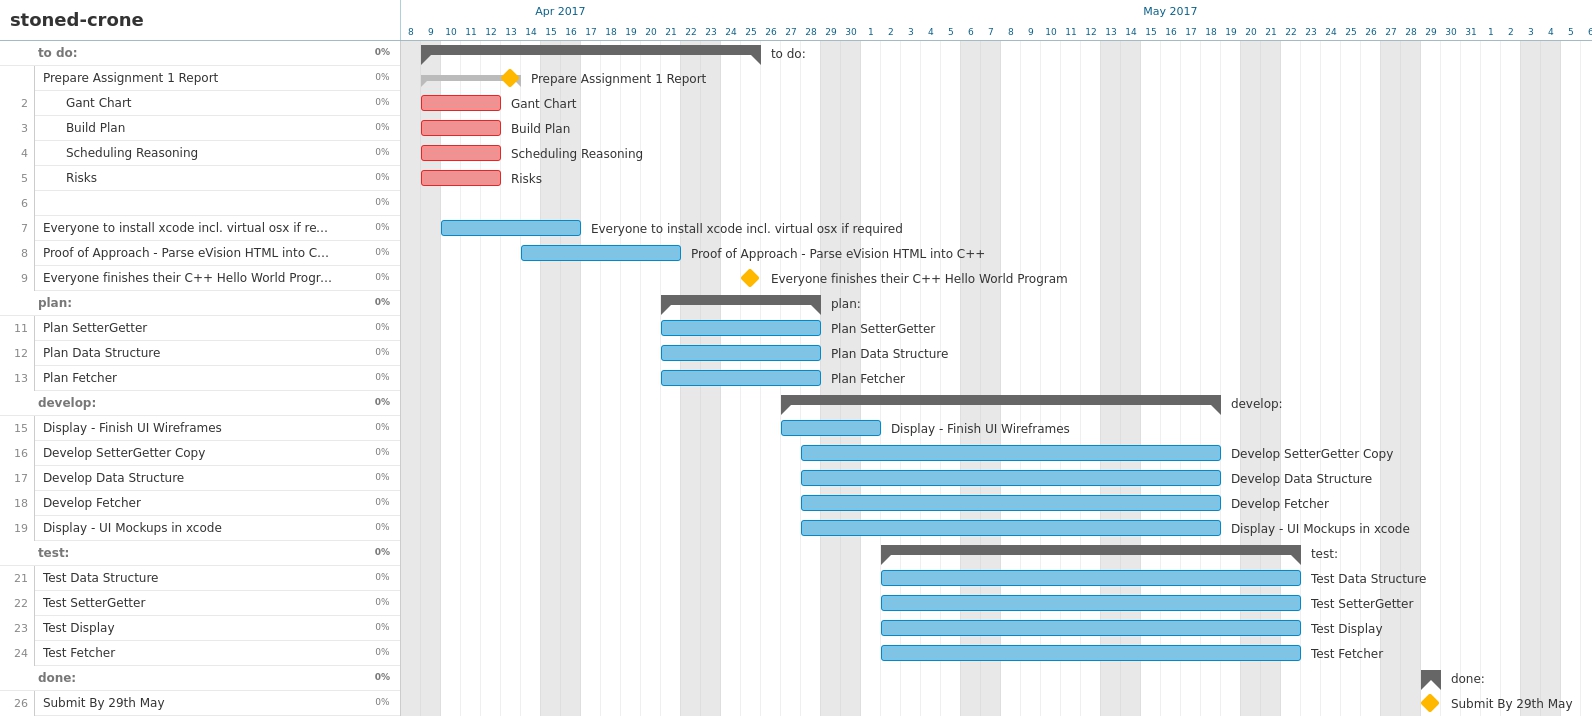 stoned-crone
Apr 2017 May 2017
8 9 10 11 12 13 14 15 16 17 18 19 20 21 22 23 24 25 26 27 28 29 30 1 2 3 4 5 6 7 8 9 10 11 12 13 14 15 16 17 18 19 20 21 22 23 24 25 26 27 28 29 30 31 1 2 3 4 5
to do: 0% to do:
Prepare Assignment 1 Report 0% Prepare Assignment 1 Report
2 Gant Chart 0% Gant Chart
3 Build Plan 0% Build Plan
4 Scheduling Reasoning 0% Scheduling Reasoning
5 Risks 0% Risks
6 0%
7 Everyone to install xcode incl. virtual osx if re... 0% Everyone to install xcode incl. virtual osx if required
8 Proof of Approach - Parse eVision HTML into C... 0% Proof of Approach - Parse eVision HTML into C++
9 Everyone finishes their C++ Hello World Progr... 0% Everyone finishes their C++ Hello World Program
plan: 0% plan:
11 Plan SetterGetter 0% Plan SetterGetter
12 Plan Data Structure 0% Plan Data Structure
13 Plan Fetcher 0% Plan Fetcher
develop: 0% develop:
15 Display - Finish UI Wireframes 0% Display - Finish UI Wireframes
16 Develop SetterGetter Copy 0% Develop SetterGetter Copy
17 Develop Data Structure 0% Develop Data Structure
18 Develop Fetcher 0% Develop Fetcher
19 Display - UI Mockups in xcode 0% Display - UI Mockups in xcode
test: 0% test:
21 Test Data Structure 0% Test Data Structure
22 Test SetterGetter 0% Test SetterGetter
23 Test Display 0% Test Display
24 Test Fetcher 0% Test Fetcher
done: 0% done:
26 Submit By 29th May 0% Submit By 29th May